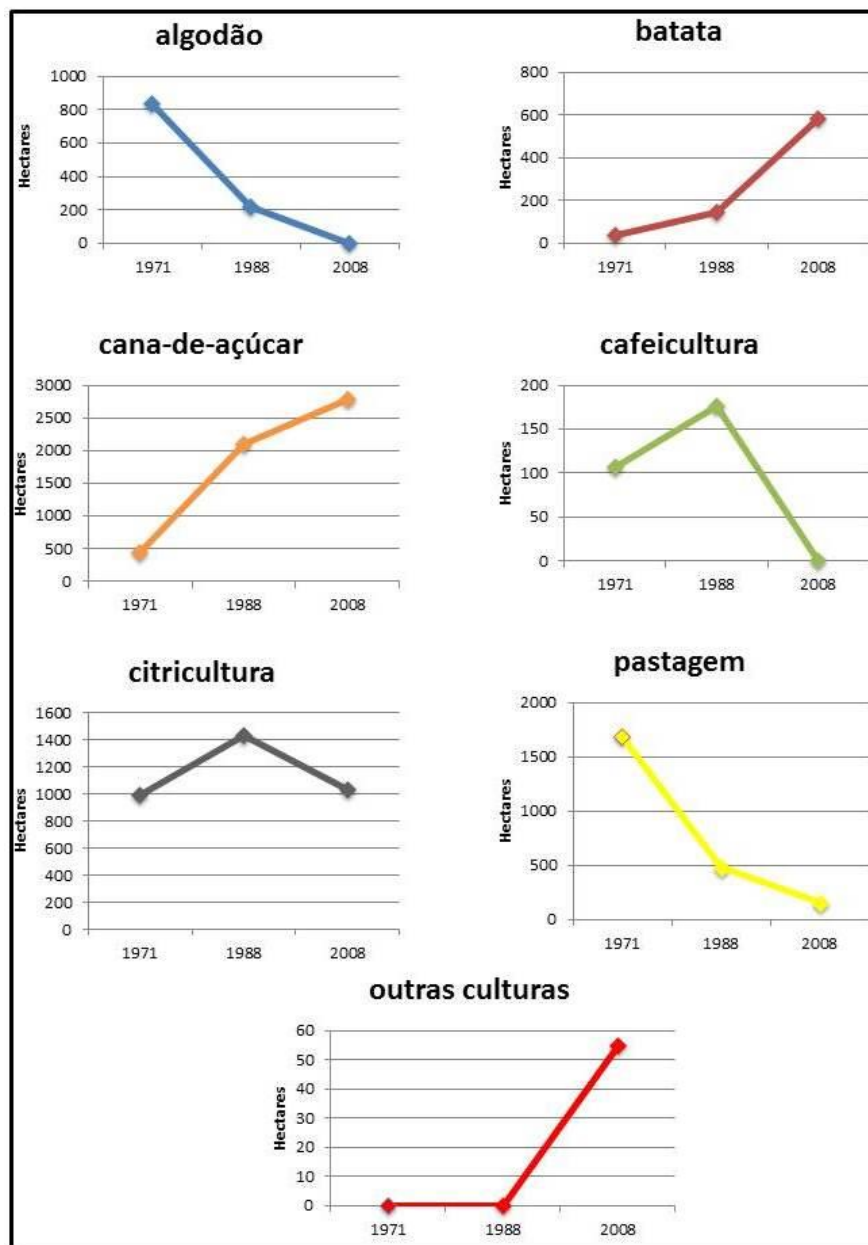 algodão
Hectares
1000
800
600
400
200
0
1971 1988 2008
batata
Hectares
800
600
400
200
0
1971 1988 2008
cana-de-açúcar
Hectares
3000
2500
2000
1500
1000
500
0
1971 1988 2008
cafeicultura
Hectares
200
150
100
50
0
1971 1988 2008
citricultura
Hectares
1600
1400
1200
1000
800
600
400
200
0
1971 1988 2008
pastagem
Hectares
2000
1500
1000
500
0
1971 1988 2008
outras culturas
Hectares
60
50
40
30
20
10
0
1971 1988 2008